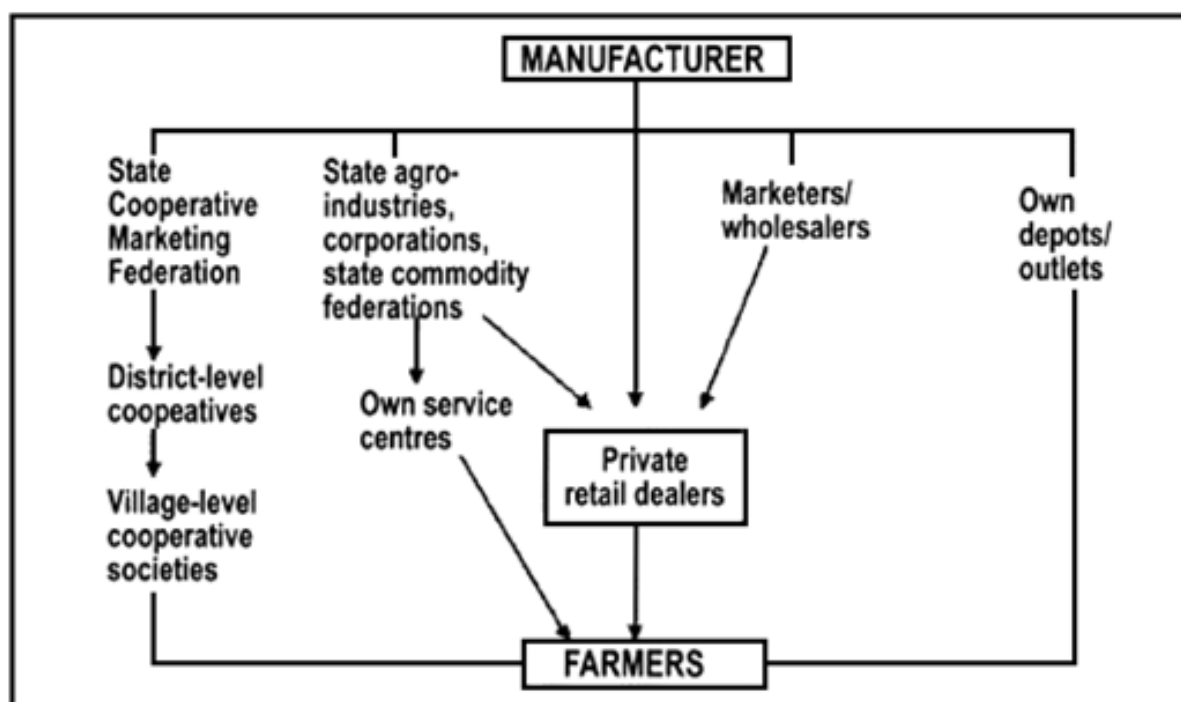 MANUFACTURER
State
Cooperative
Marketing
Federation
State agro-
industries,
corporations,
state commodity
federations
Marketers/
wholesalers
Own
depots/
outlets
District-level
coopeatives
Own service
centres
Private
retail dealers
Village-level
cooperative
societies
FARMERS